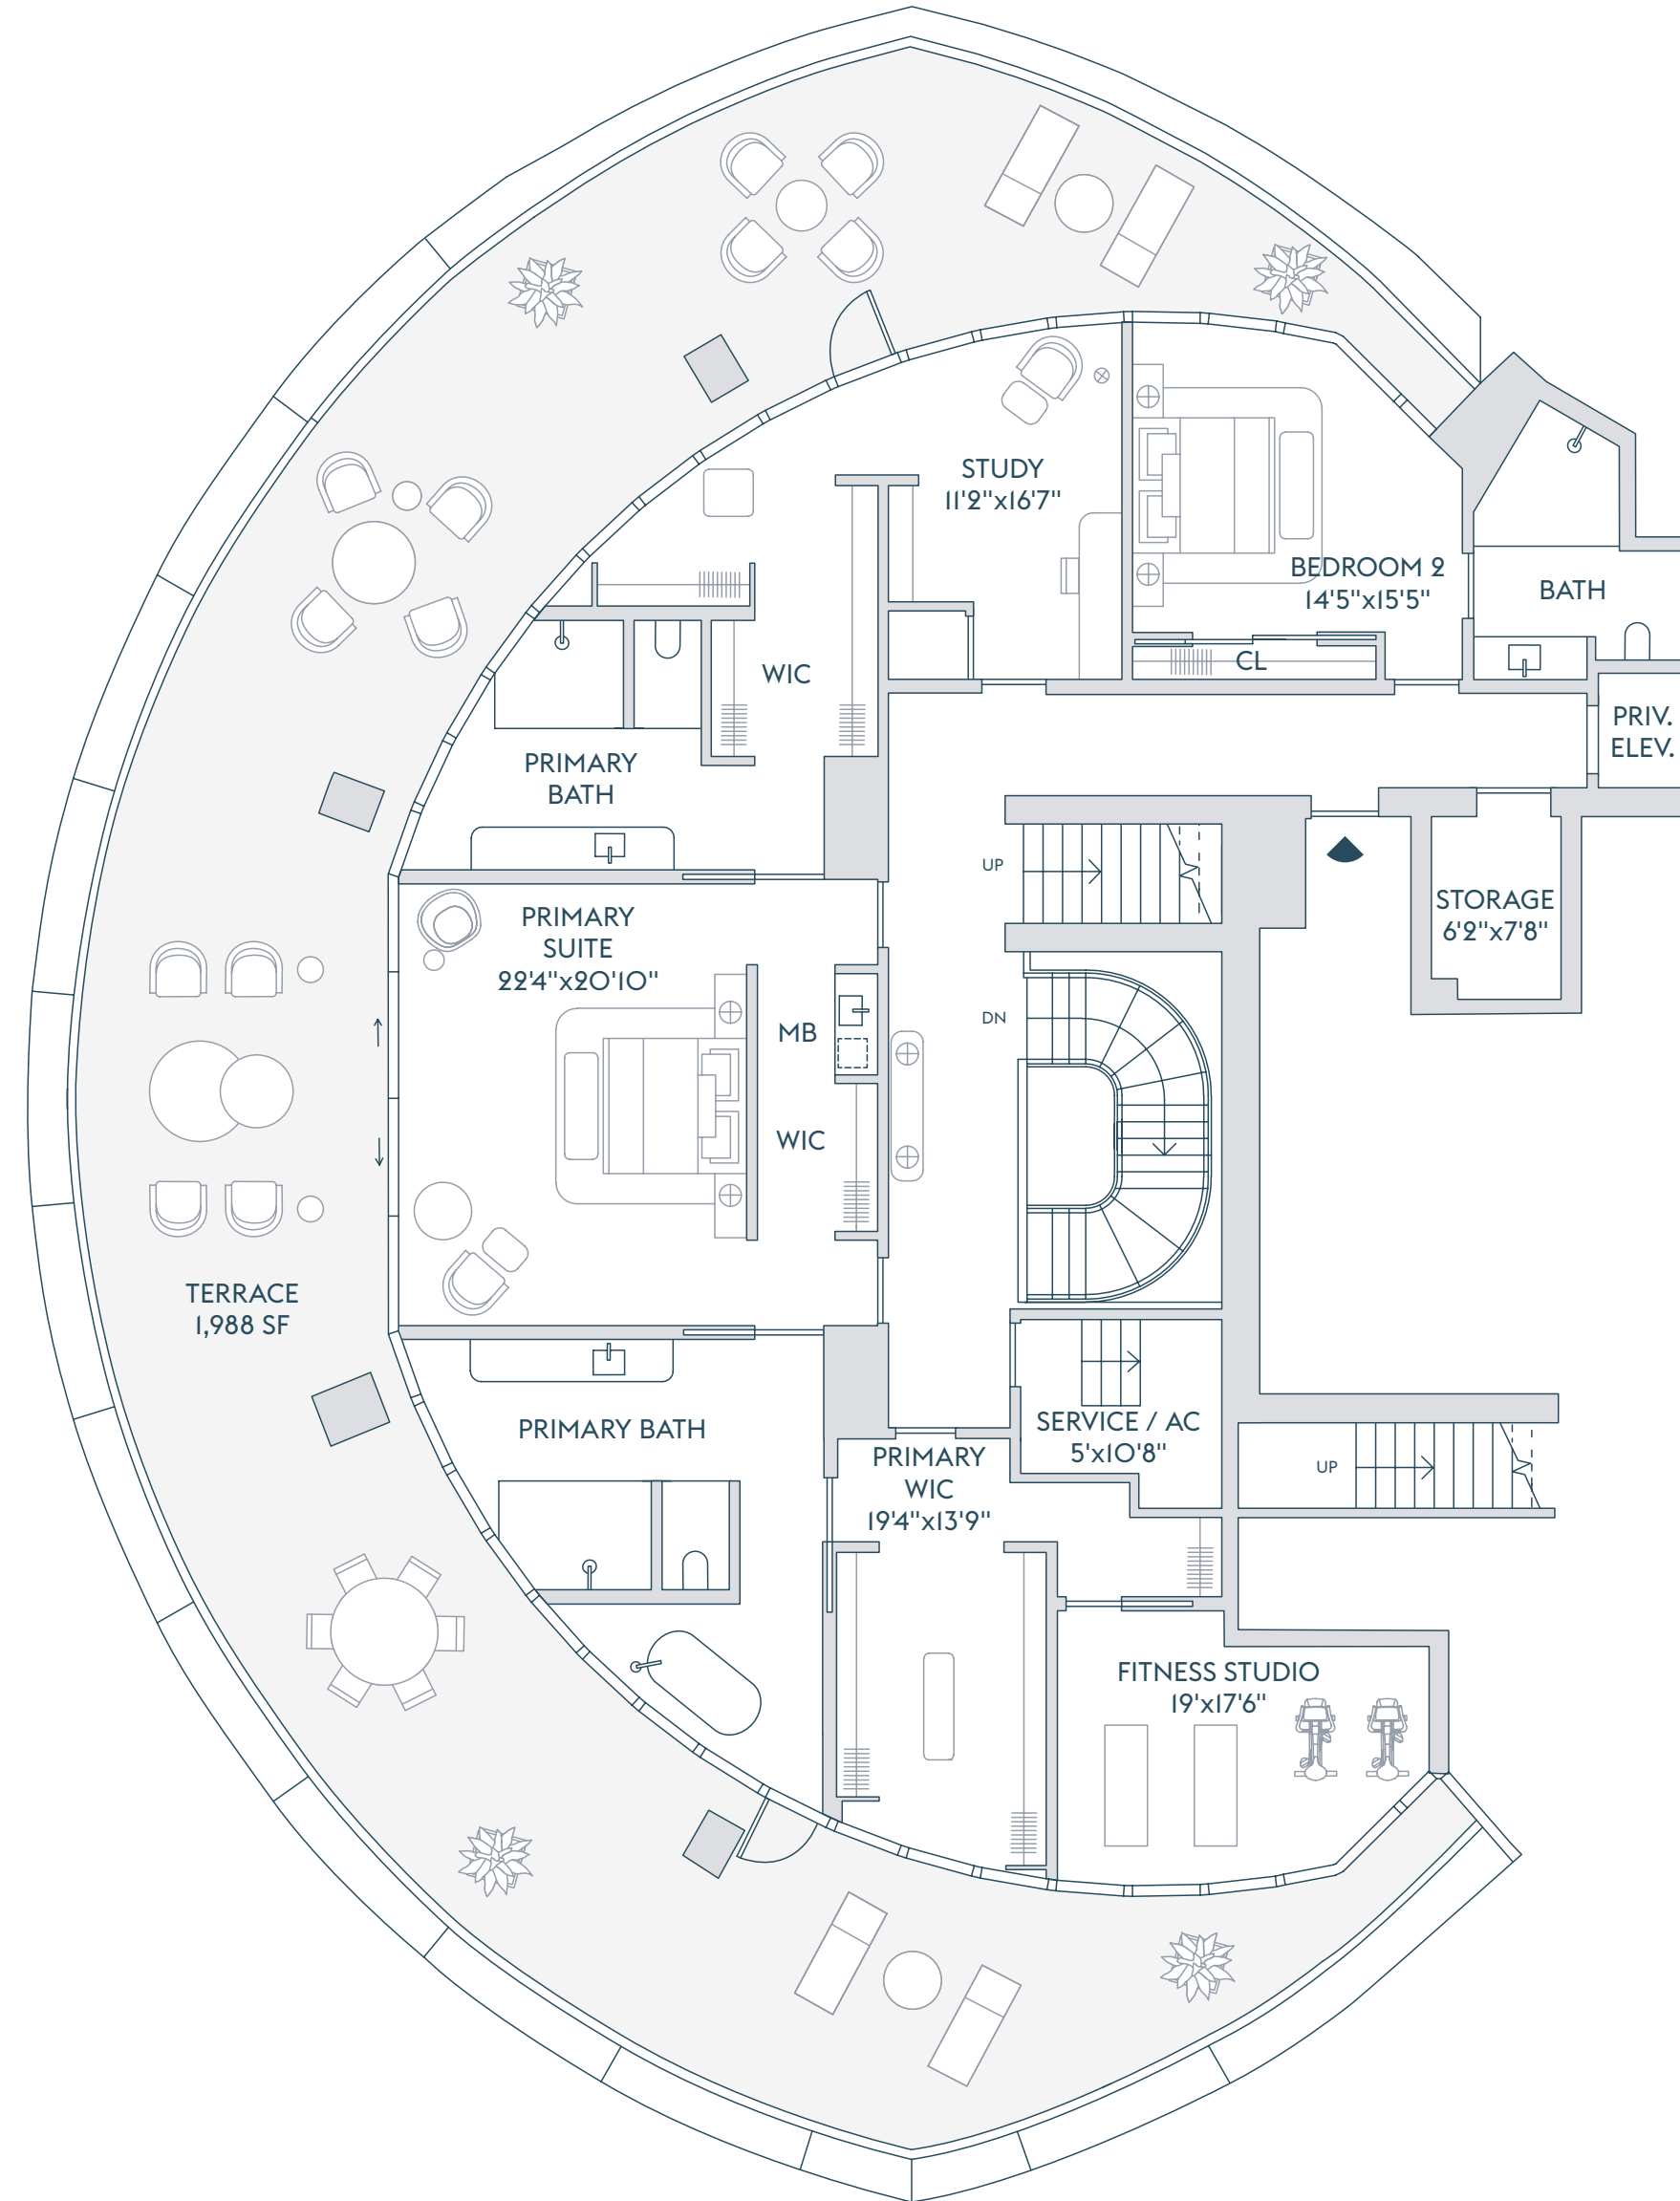 STUDY
11'2"x16'7"
BEDROOM 2
14'5"x15'5"
BATH
CL
WIC
PRIV.
ELEV.
PRIMARY
BATH
UP
STORAGE
6'2"x7'8"
PRIMARY
SUITE
22'4"x20'10"
MB
DN
WIC
TERRACE
1,988 SF
PRIMARY BATH
SERVICE / AC
5'x10'8"
PRIMARY
WIC
19'4"x13'9"
UP
FITNESS STUDIO
19'x17'6"